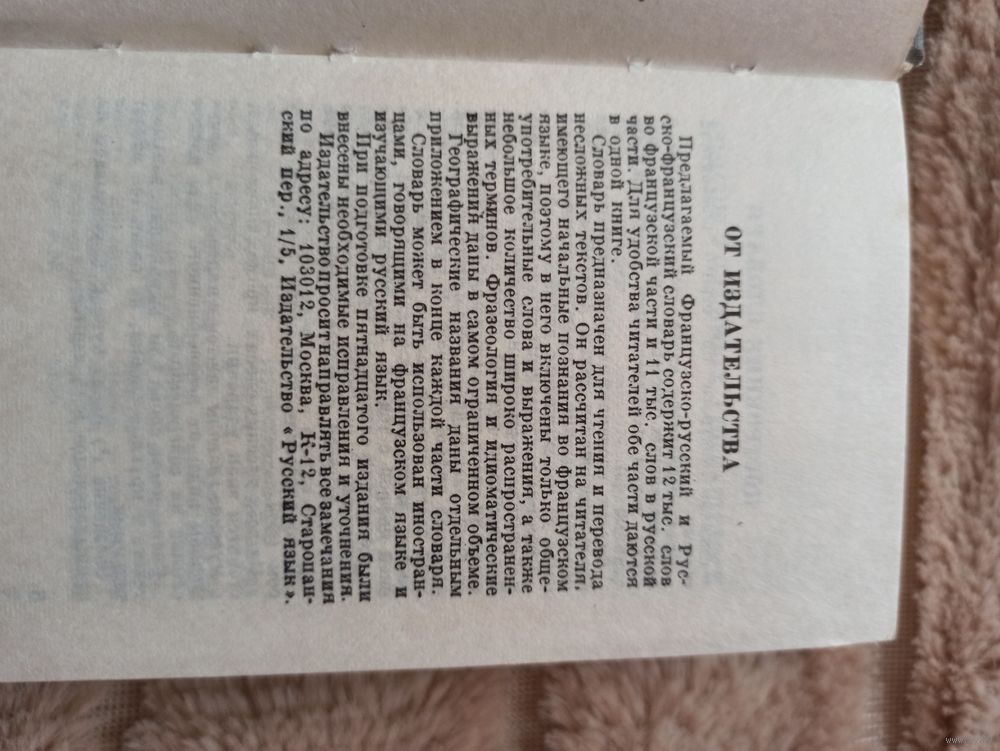 ОТ ИЗДАТЕЛЬСТВА
Предлагаемый Французско-русский и Рус-
ско-французский словарь содержит 12 тыс. слов
во французской части и 11 тыс. слов в русской
части. Для удобства читателей обе части даются
в одной книге.
Словарь предназначен для чтения и перевода
несложных текстов. Он рассчитан на читателя,
имеющего начальные познания во французском
языке, поэтому в него включены только обще-
употребительные слова и выражения, а также
небольшое количество широко распространен-
ных терминов. Фразеология и идиоматические
выражения даны в самом ограниченном объеме.
Географические названия даны отдельным
приложением в конце каждой части словаря.
Словарь может быть использован иностран-
цами, говорящими на французском языке и
изучающими русский язык.
При подготовке пятнадцатого издания были
внесены необходимые исправления и уточнения.
Издательство просит направлять все замечания
по адресу: 103012, Москва, К-12, Старопан-
ский пер., 1/5, Издательство «Русский язык».